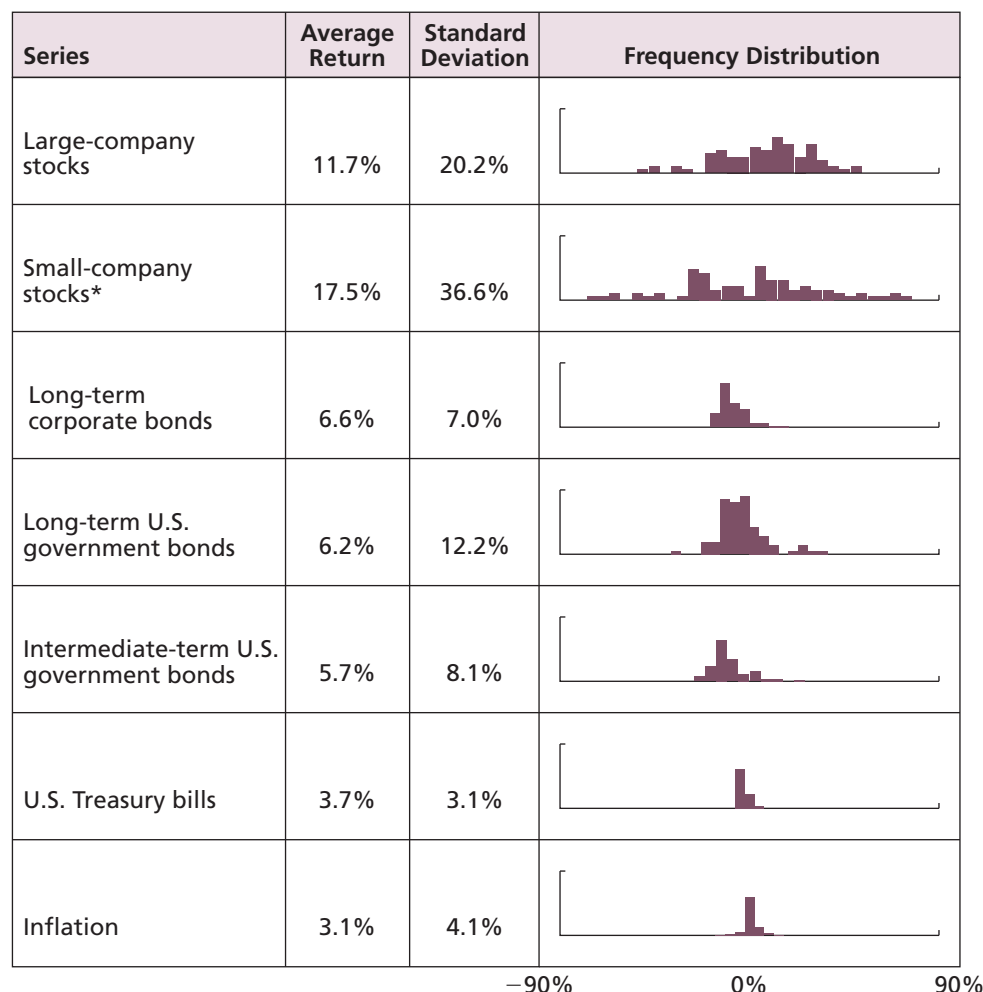 Series
Average
Return
Standard
Deviation
Frequency Distribution
Large-company
stocks
11.7%
20.2%
Small-company
stocks*
17.5%
36.6%
Long-term
corporate bonds
6.6%
7.0%
Long-term U.S.
government bonds
6.2%
12.2%
Intermediate-term U.S.
government bonds
5.7%
8.1%
U.S. Treasury bills
3.7%
3.1%
Inflation
3.1%
4.1%
−90%
0%
90%